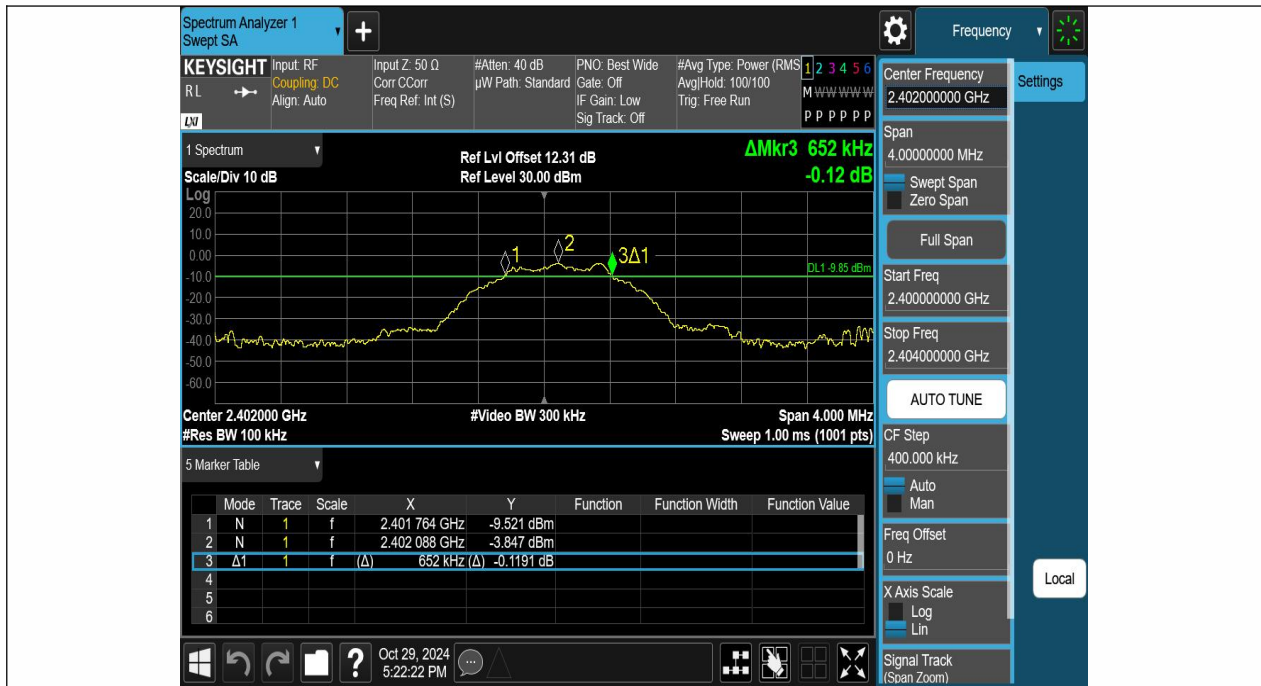 Spectrum Analyzer 1
Swept SA
+
Frequency
KEYSIGHT
RL
LXI
Input: RF
Coupling: DC
Align: Auto
Input Z: 50 Ω
Corr CCorr
Freq Ref: Int (S)
#Atten: 40 dB
µW Path: Standard
PNO: Best Wide
Gate: Off
IF Gain: Low
Sig Track: Off
#Avg Type: Power (RMS
Avg|Hold: 100/100
Trig: Free Run
1 2 3 4 5 6
M W W W W W
P P P P P P
1 Spectrum
Scale/Div 10 dB
Ref Lvl Offset 12.31 dB
Ref Level 30.00 dBm
ΔMkr3 652 kHz
-0.12 dB
Log
20.0
10.0
0.00
-10.0
-20.0
-30.0
-40.0
-50.0
-60.0
1
2
3Δ1
DL1 -9.85 dBm
Center 2.402000 GHz
#Video BW 300 kHz
Span 4.000 MHz
#Res BW 100 kHz
Sweep 1.00 ms (1001 pts)
5 Marker Table
Mode Trace Scale X Y Function Function Width Function Value
1 N 1 f 2.401 764 GHz -9.521 dBm
2 N 1 f 2.402 088 GHz -3.847 dBm
3 Δ1 1 f (Δ) 652 kHz (Δ) -0.1191 dB
4
5
6
Oct 29, 2024
5:22:22 PM
?
...
Center Frequency
2.402000000 GHz
Settings
Span
4.00000000 MHz
Swept Span
Zero Span
Full Span
Start Freq
2.400000000 GHz
Stop Freq
2.404000000 GHz
AUTO TUNE
CF Step
400.000 kHz
Auto
Man
Freq Offset
0 Hz
X Axis Scale
Log
Lin
Local
Signal Track
(Span Zoom)